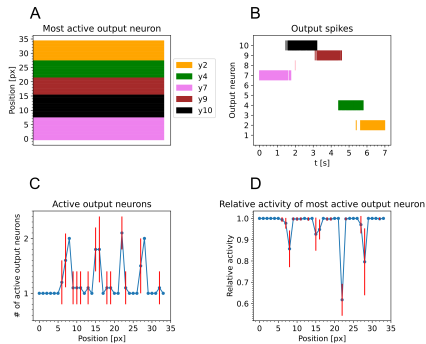 A
Most active output neuron
35
30
25
20
15
10
5
0
Position [px]
y2
y4
y7
y9
y10
B
Output spikes
10
9
8
7
6
5
4
3
2
1
Output neuron
0 1 2 3 4 5 6 7
t [s]
C
Active output neurons
2
1
# of active output neurons
0 5 10 15 20 25 30 35
Position [px]
D
Relative activity of most active output neuron
1.0
0.9
0.8
0.7
0.6
Relative activity
0 5 10 15 20 25 30 35
Position [px]